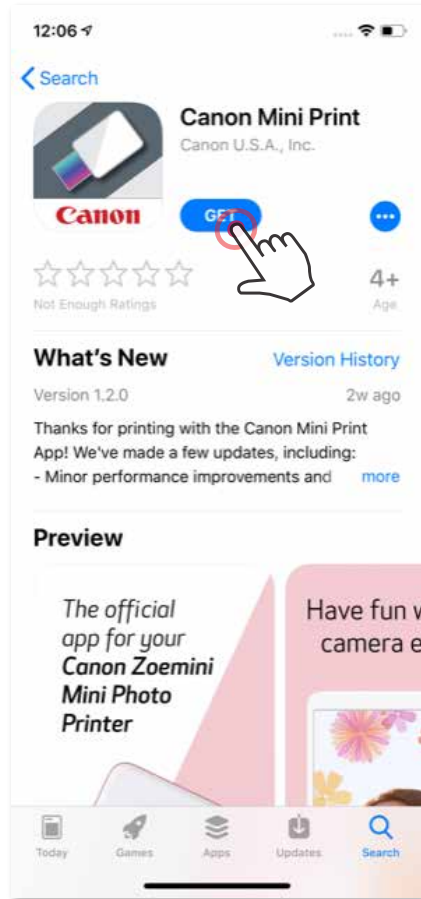 12:06
Search
Canon Mini Print
Canon U.S.A., Inc.
Canon
GET
4+
Not Enough Ratings
Age
What's New
Version History
Version 1.2.0
2w ago
Thanks for printing with the Canon Mini Print
App! We've made a few updates, including:
- Minor performance improvements and more
Preview
The official
app for your
Canon Zoemini
Mini Photo
Printer
Have fun w
camera e
Today
Games
Apps
Updates
Search